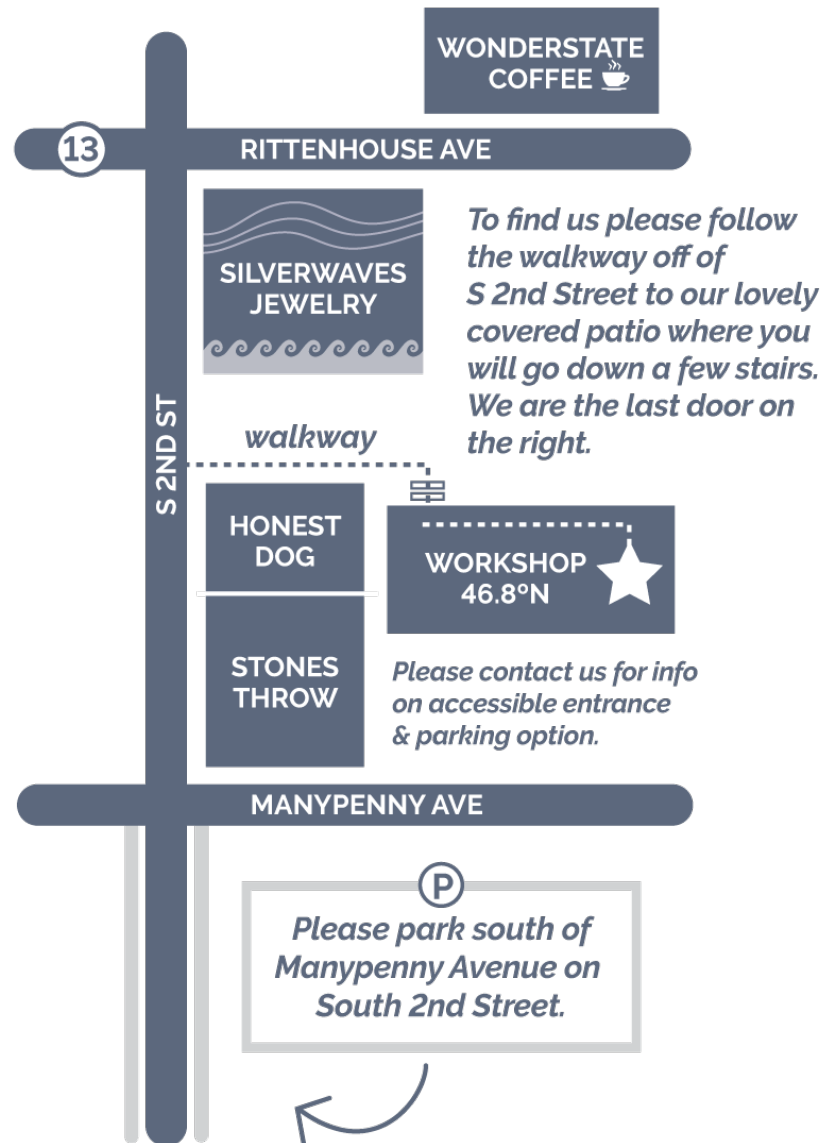 WONDERSTATE
COFFEE
13
RITTENHOUSE AVE
SILVERWAVES
JEWELRY
To find us please follow
the walkway off of
S 2nd Street to our lovely
covered patio where you
will go down a few stairs.
We are the last door on
the right.
S 2ND ST
walkway
HONEST
DOG
WORKSHOP
46.8ºN
STONES
THROW
Please contact us for info
on accessible entrance
& parking option.
MANYPENNY AVE
P
Please park south of
Manypenny Avenue on
South 2nd Street.